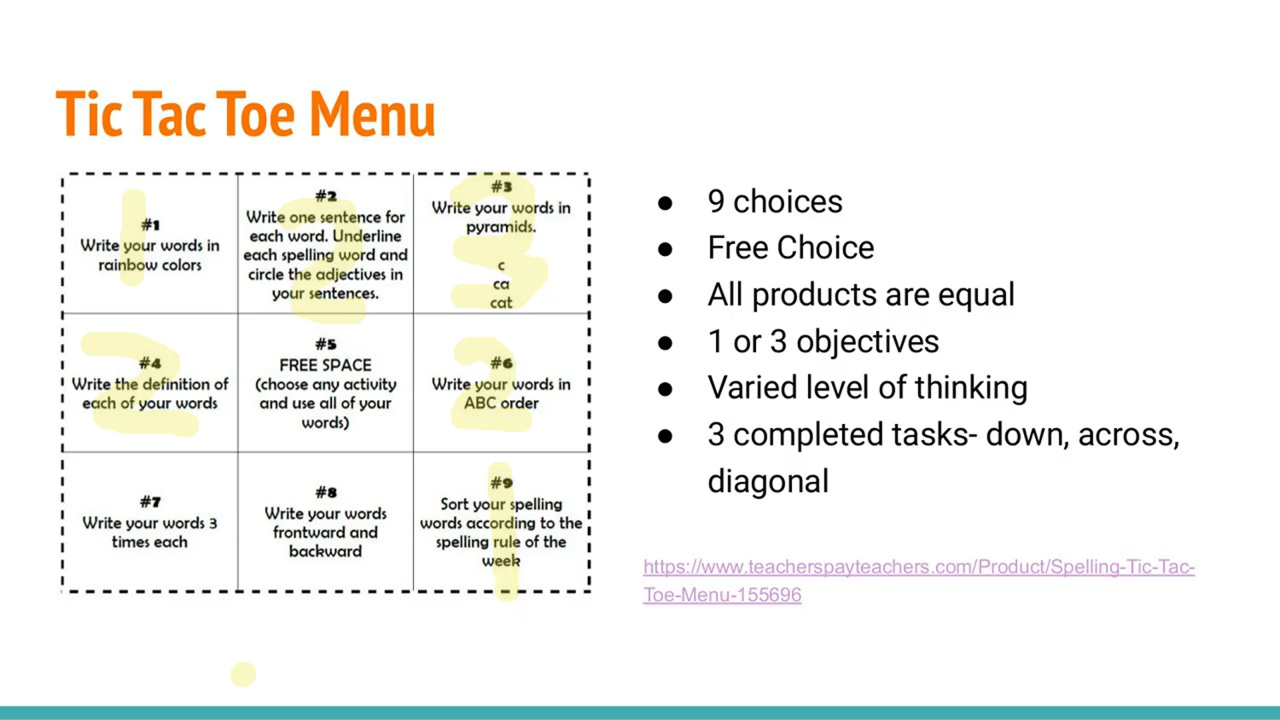 Tic Tac Toe Menu
#1
Write your words in
rainbow colors
#2
Write one sentence for
each word. Underline
each spelling word and
circle the adjectives in
your sentences.
#3
Write your words in
pyramids.
c
ca
cat
#4
Write the definition of
each of your words
#5
FREE SPACE
(choose any activity
and use all of your
words)
#6
Write your words in
ABC order
#7
Write your words 3
times each
#8
Write your words
frontward and
backward
#9
Sort your spelling
words according to the
spelling rule of the
week
1
2
3
2
2
1
● 9 choices
● Free Choice
● All products are equal
● 1 or 3 objectives
● Varied level of thinking
● 3 completed tasks- down, across,
diagonal
https://www.teacherspayteachers.com/Product/Spelling-Tic-Tac-
Toe-Menu-155696